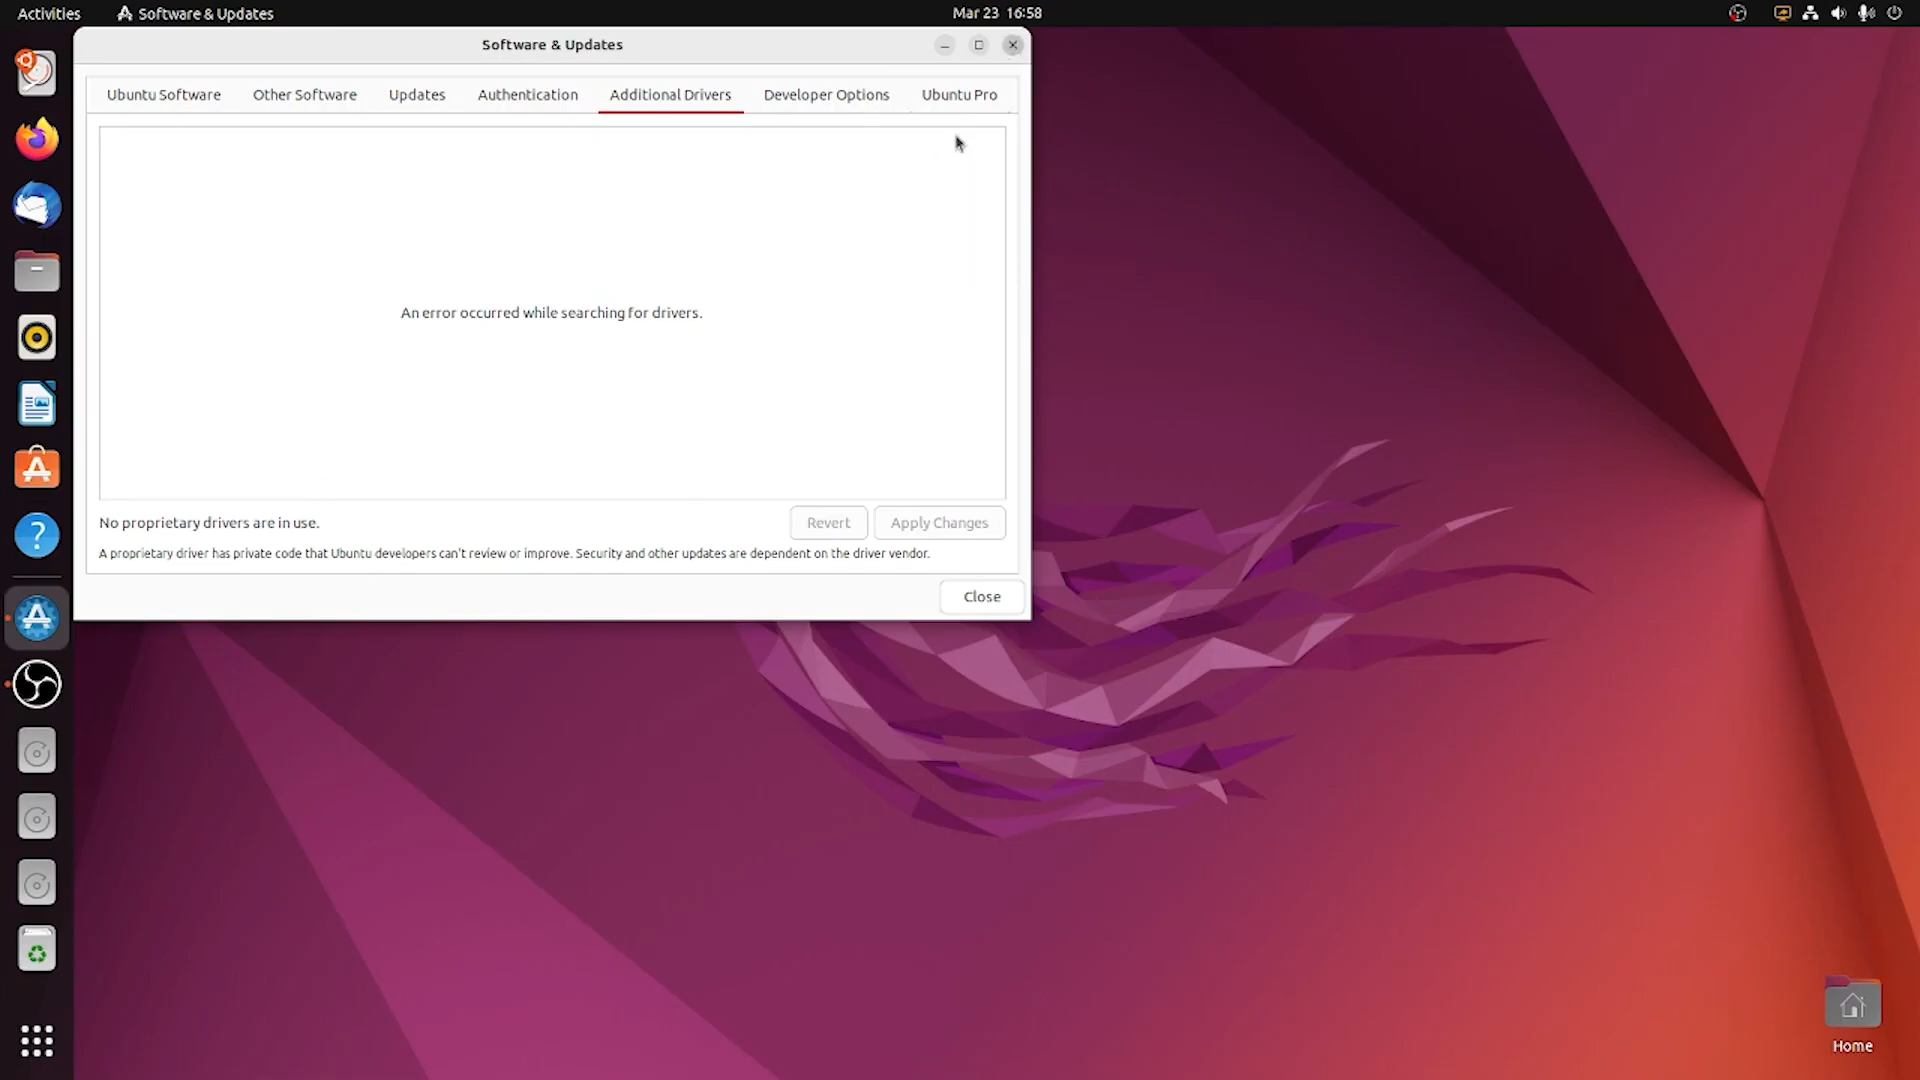 Activities
Software & Updates
Mar 23 16:58
Software & Updates
Ubuntu Software
Other Software
Updates
Authentication
Additional Drivers
Developer Options
Ubuntu Pro
An error occurred while searching for drivers.
No proprietary drivers are in use.
Revert
Apply Changes
A proprietary driver has private code that Ubuntu developers can't review or improve. Security and other updates are dependent on the driver vendor.
Close
Home